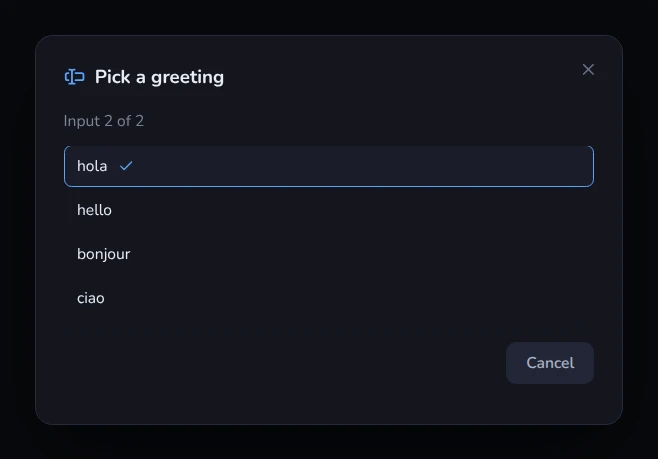 Pick a greeting
Input 2 of 2
hola
hello
bonjour
ciao
Cancel